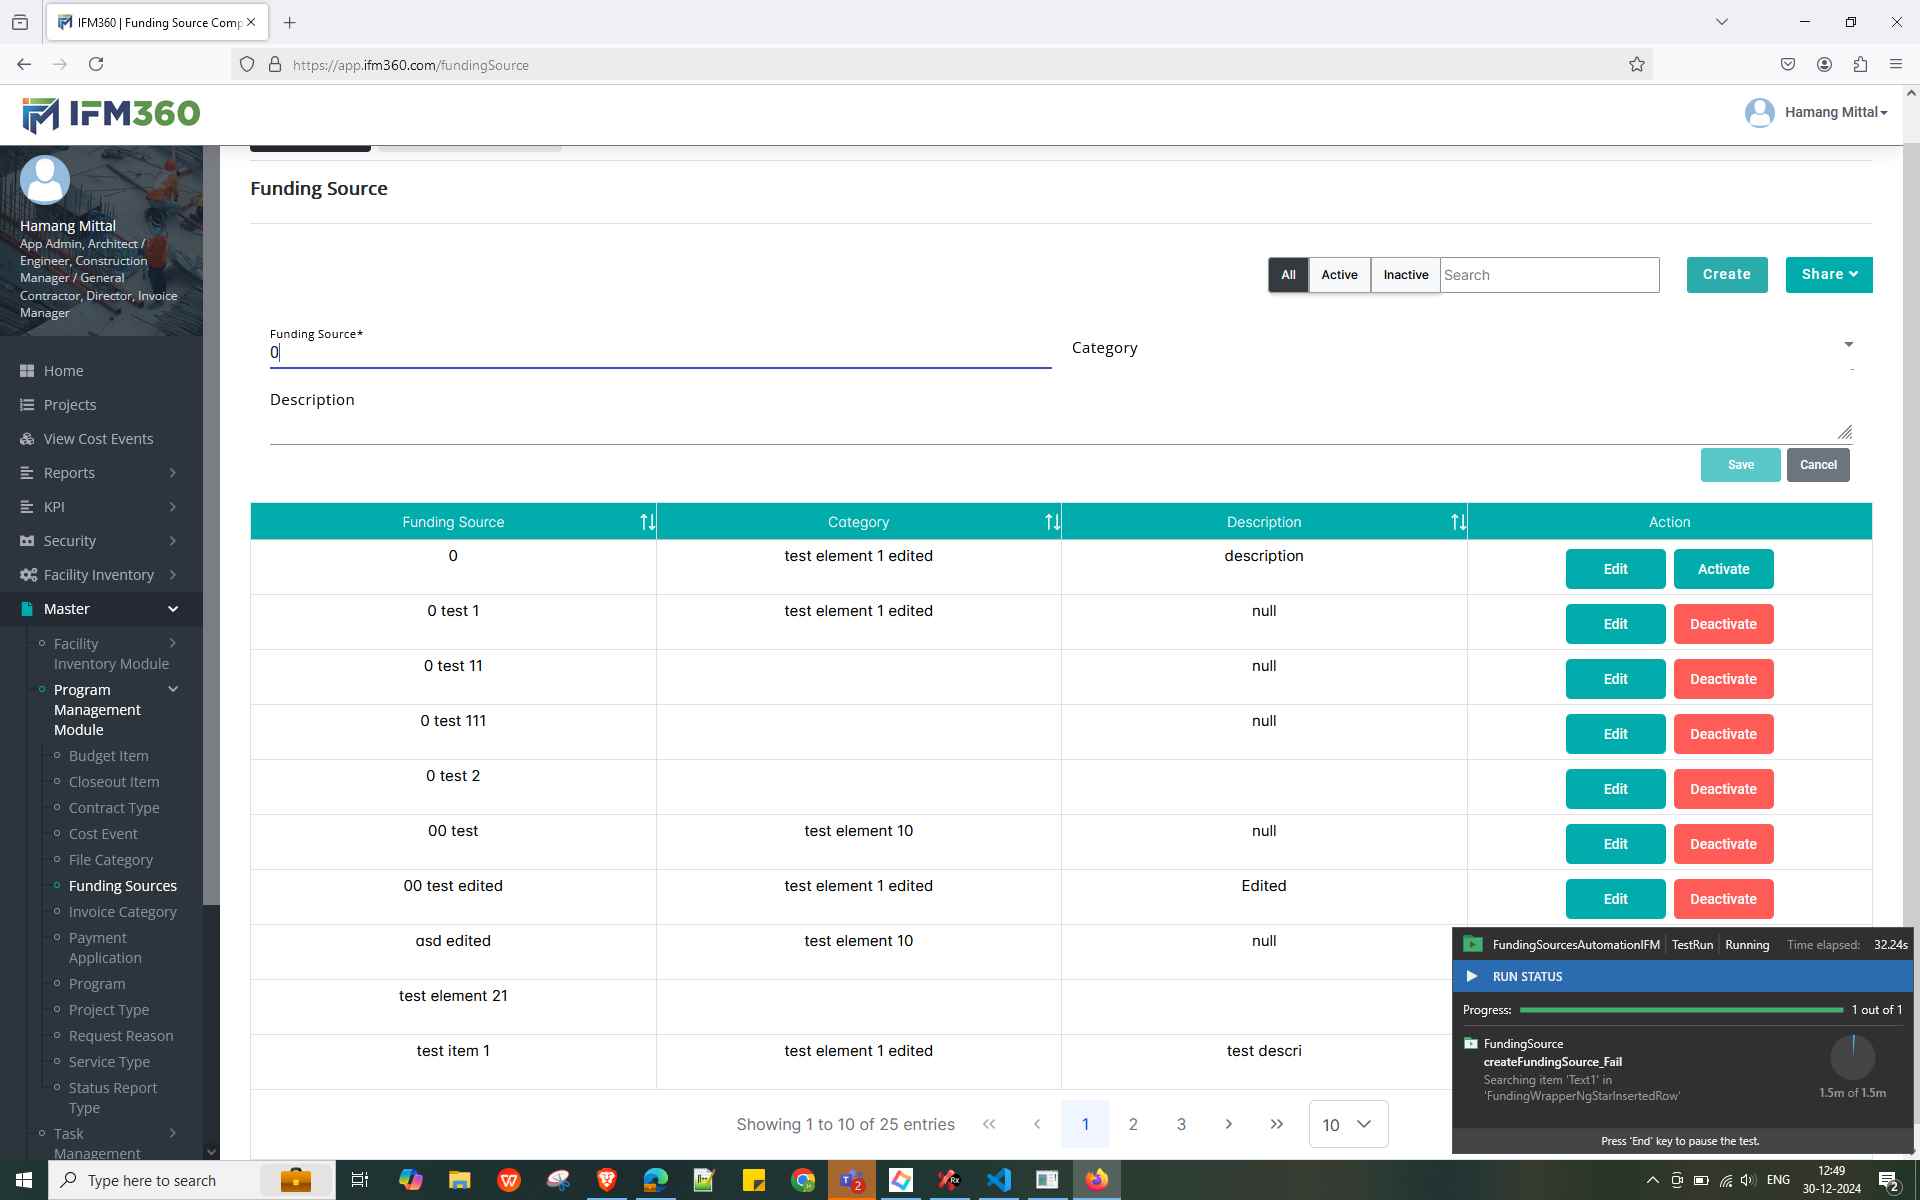 IFM360 | Funding Source Comp
https://app.ifm360.com/fundingSource
IFM360
Hamang Mittal
Hamang Mittal
App Admin, Architect /
Engineer, Construction
Manager / General
Contractor, Director, Invoice
Manager
Home
Projects
View Cost Events
Reports
KPI
Security
Facility Inventory
Master
Facility
Inventory Module
Program
Management
Module
Budget Item
Closeout Item
Contract Type
Cost Event
File Category
Funding Sources
Invoice Category
Payment
Application
Program
Project Type
Request Reason
Service Type
Status Report
Type
Task
Management
Funding Source
All Active Inactive Search Create Share
Funding Source*
0
Category
Description
Save Cancel
Funding Source Category Description Action
0 test element 1 edited description Edit Activate
0 test 1 test element 1 edited null Edit Deactivate
0 test 11 null Edit Deactivate
0 test 111 null Edit Deactivate
0 test 2 Edit Deactivate
00 test test element 10 null Edit Deactivate
00 test edited test element 1 edited Edited Edit Deactivate
asd edited test element 10 null
test element 21
test item 1 test element 1 edited test descri
Showing 1 to 10 of 25 entries 1 2 3 10
FundingSourcesAutomationIFM TestRun Running Time elapsed: 32.24s
RUN STATUS
Progress: 1 out of 1
FundingSource
createFundingSource_Fail
Searching item 'Text1' in
'FundingWrapperNgStarInsertedRow'
1.5m of 1.5m
Press 'End' key to pause the test.
Type here to search
2
Rx
ENG
12:49
30-12-2024
2